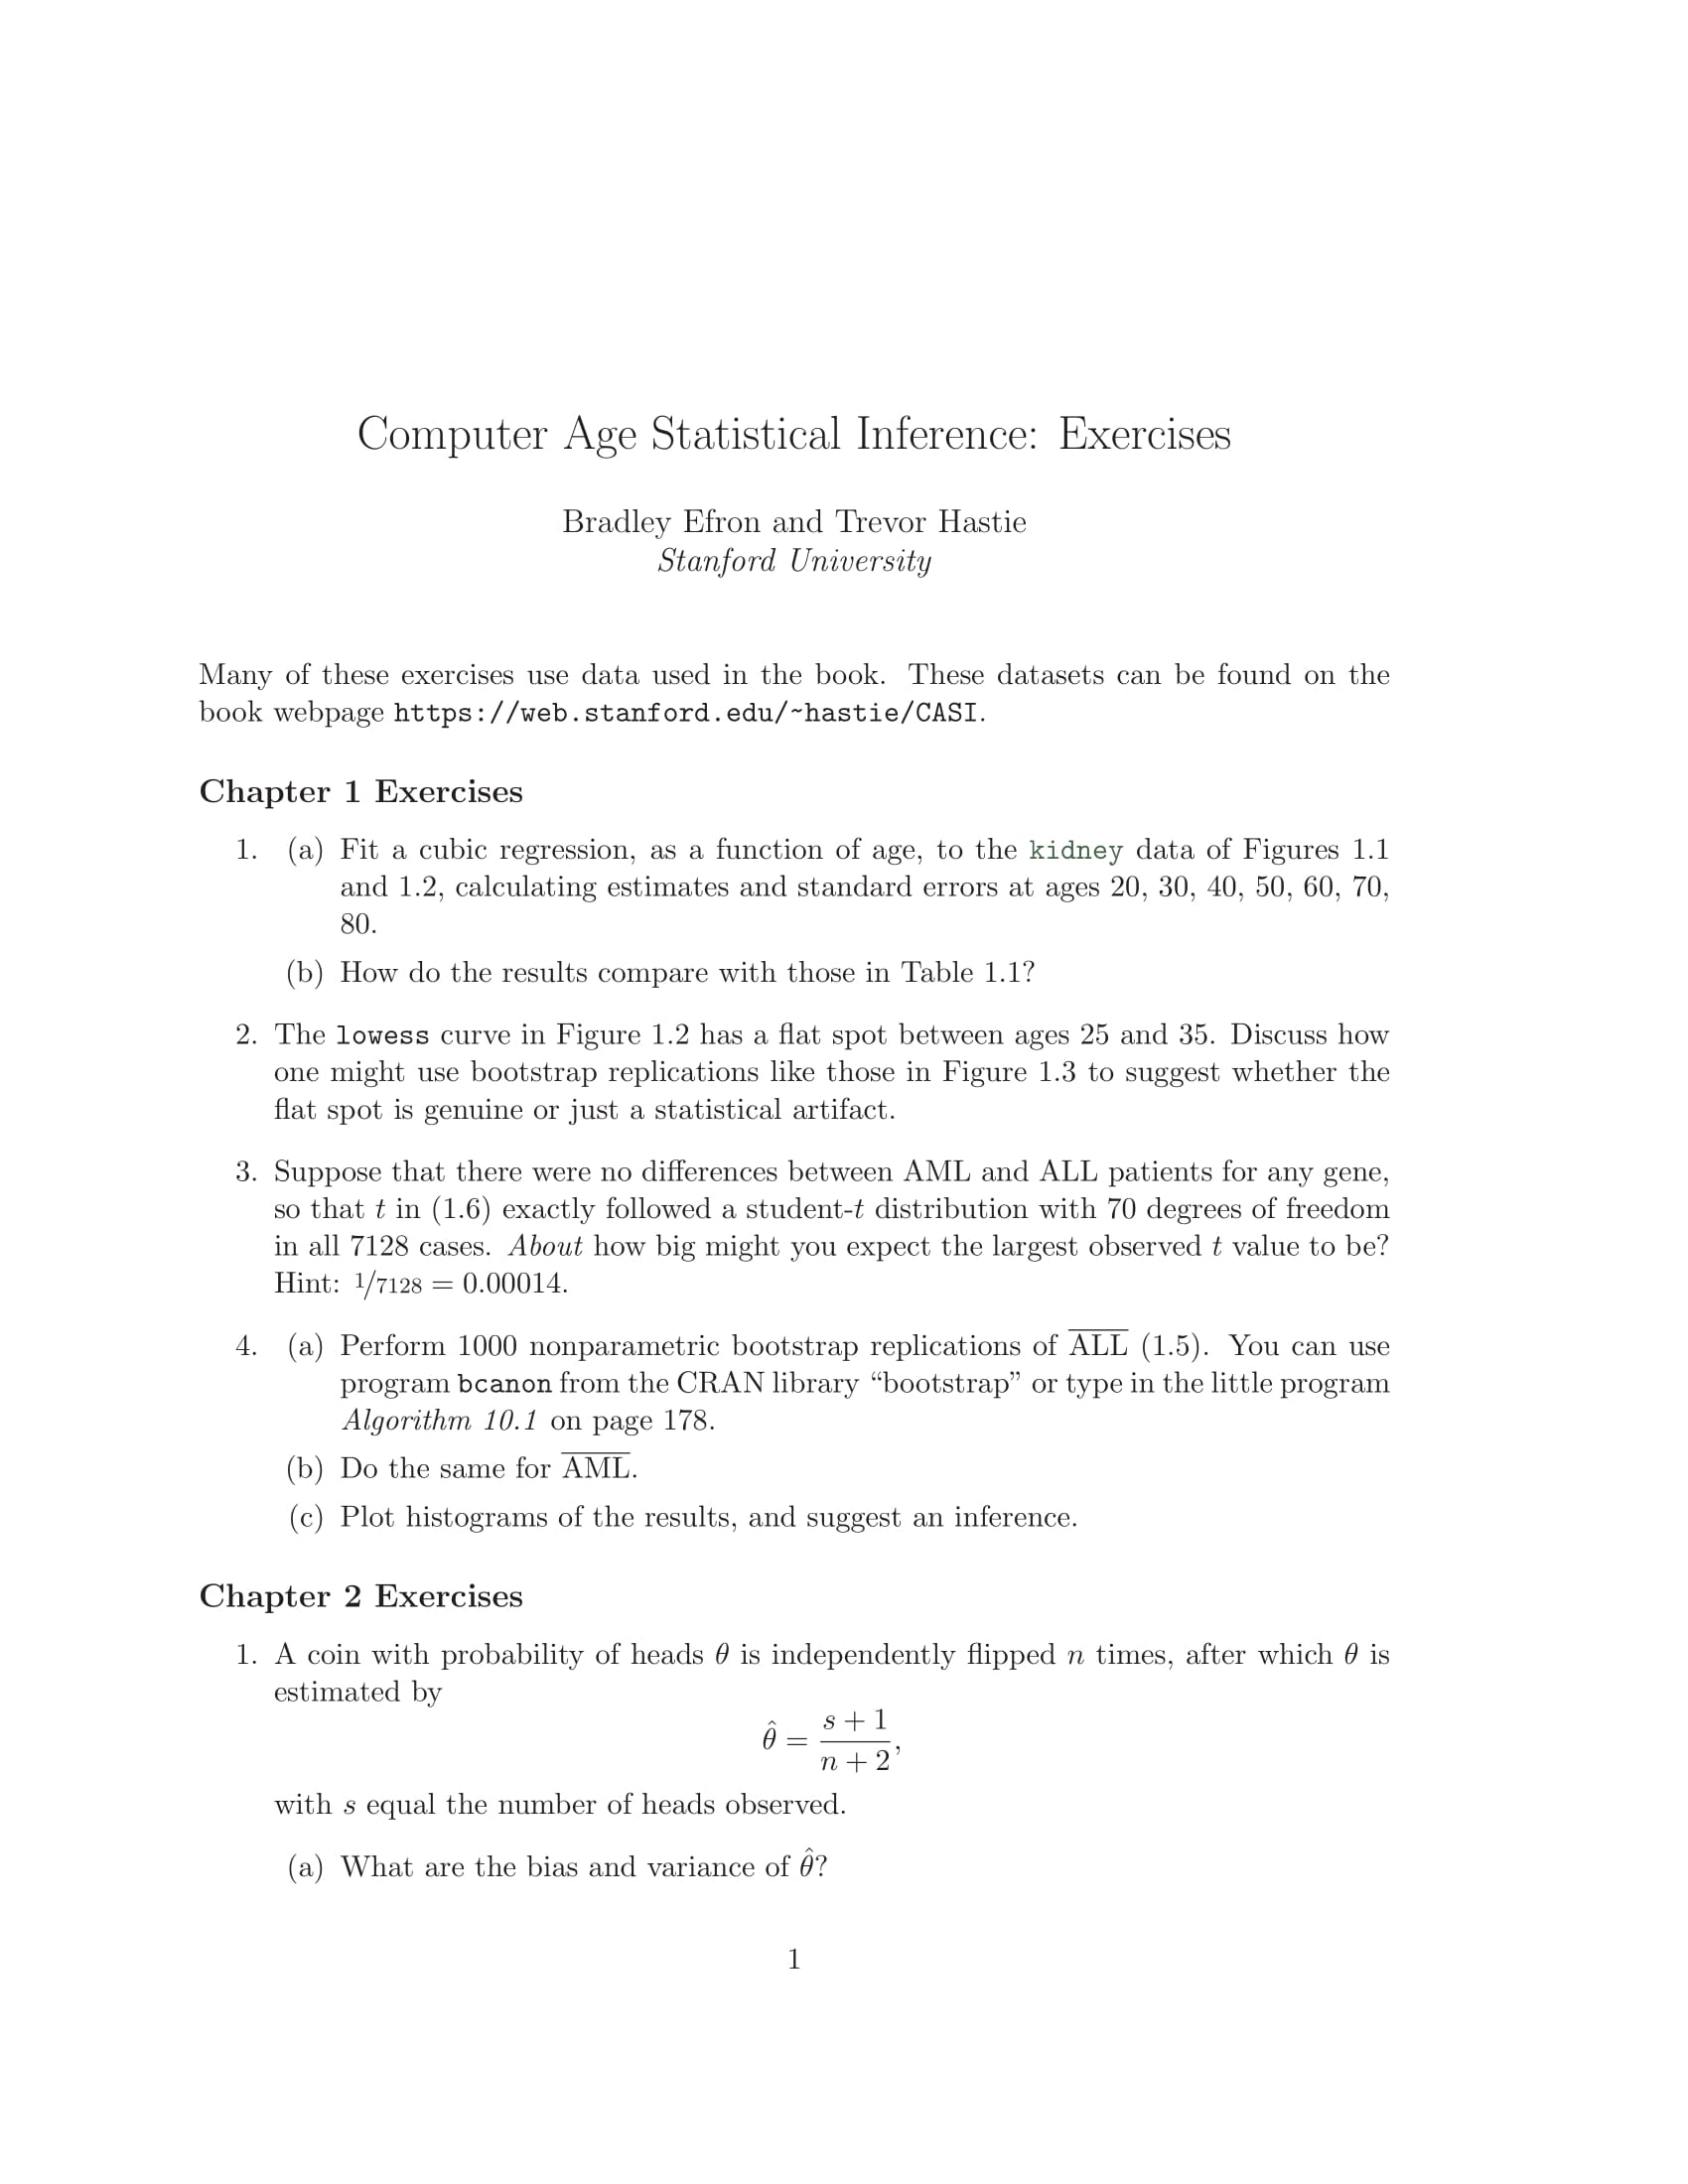 Computer Age Statistical Inference: Exercises
Bradley Efron and Trevor Hastie
Stanford University
Many of these exercises use data used in the book. These datasets can be found on the
book webpage https://web.stanford.edu/~hastie/CASI.
Chapter 1 Exercises
1. (a) Fit a cubic regression, as a function of age, to the kidney data of Figures 1.1
and 1.2, calculating estimates and standard errors at ages 20, 30, 40, 50, 60, 70,
80.
(b) How do the results compare with those in Table 1.1?
2. The lowess curve in Figure 1.2 has a flat spot between ages 25 and 35. Discuss how
one might use bootstrap replications like those in Figure 1.3 to suggest whether the
flat spot is genuine or just a statistical artifact.
3. Suppose that there were no differences between AML and ALL patients for any gene,
so that t in (1.6) exactly followed a student-t distribution with 70 degrees of freedom
in all 7128 cases. About how big might you expect the largest observed t value to be?
Hint: 1/7128 = 0.00014.
4. (a) Perform 1000 nonparametric bootstrap replications of A̅L̅L̅ (1.5). You can use
program bcanon from the CRAN library “bootstrap” or type in the little program
Algorithm 10.1 on page 178.
(b) Do the same for A̅M̅L̅.
(c) Plot histograms of the results, and suggest an inference.
Chapter 2 Exercises
1. A coin with probability of heads θ is independently flipped n times, after which θ is
estimated by
θ̂ = (s + 1)/(n + 2),
with s equal the number of heads observed.
(a) What are the bias and variance of θ̂?
1